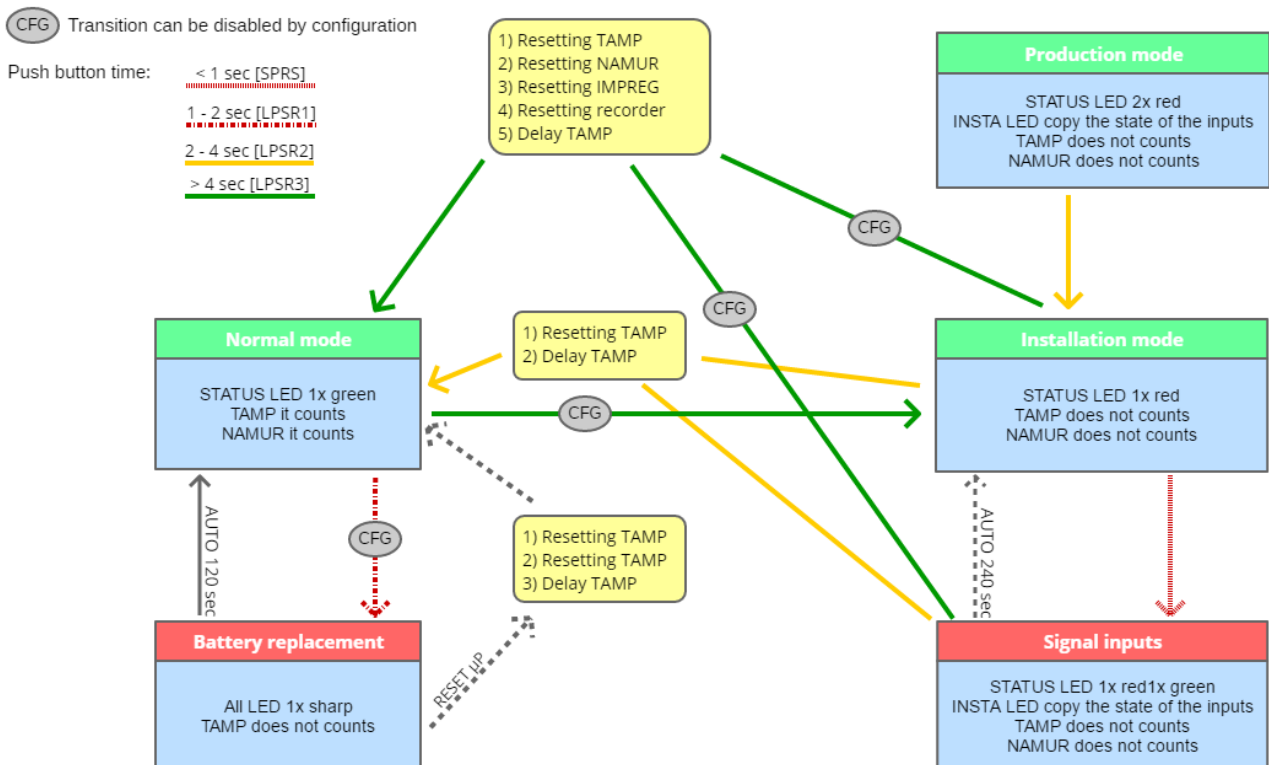 CFG Transition can be disabled by configuration
Push button time:
< 1 sec [SPRS]
1 - 2 sec [LPSR1]
2 - 4 sec [LPSR2]
> 4 sec [LPSR3]
1) Resetting TAMP
2) Resetting NAMUR
3) Resetting IMPREG
4) Resetting recorder
5) Delay TAMP
Production mode
STATUS LED 2x red
INSTA LED copy the state of the inputs
TAMP does not counts
NAMUR does not counts
CFG
CFG
Normal mode
STATUS LED 1x green
TAMP it counts
NAMUR it counts
1) Resetting TAMP
2) Delay TAMP
CFG
Installation mode
STATUS LED 1x red
TAMP does not counts
NAMUR does not counts
AUTO 120 sec
CFG
1) Resetting TAMP
2) Resetting TAMP
3) Delay TAMP
AUTO 240 sec
Battery replacement
All LED 1x sharp
TAMP does not counts
RESET µP
Signal inputs
STATUS LED 1x red1x green
INSTA LED copy the state of the inputs
TAMP does not counts
NAMUR does not counts